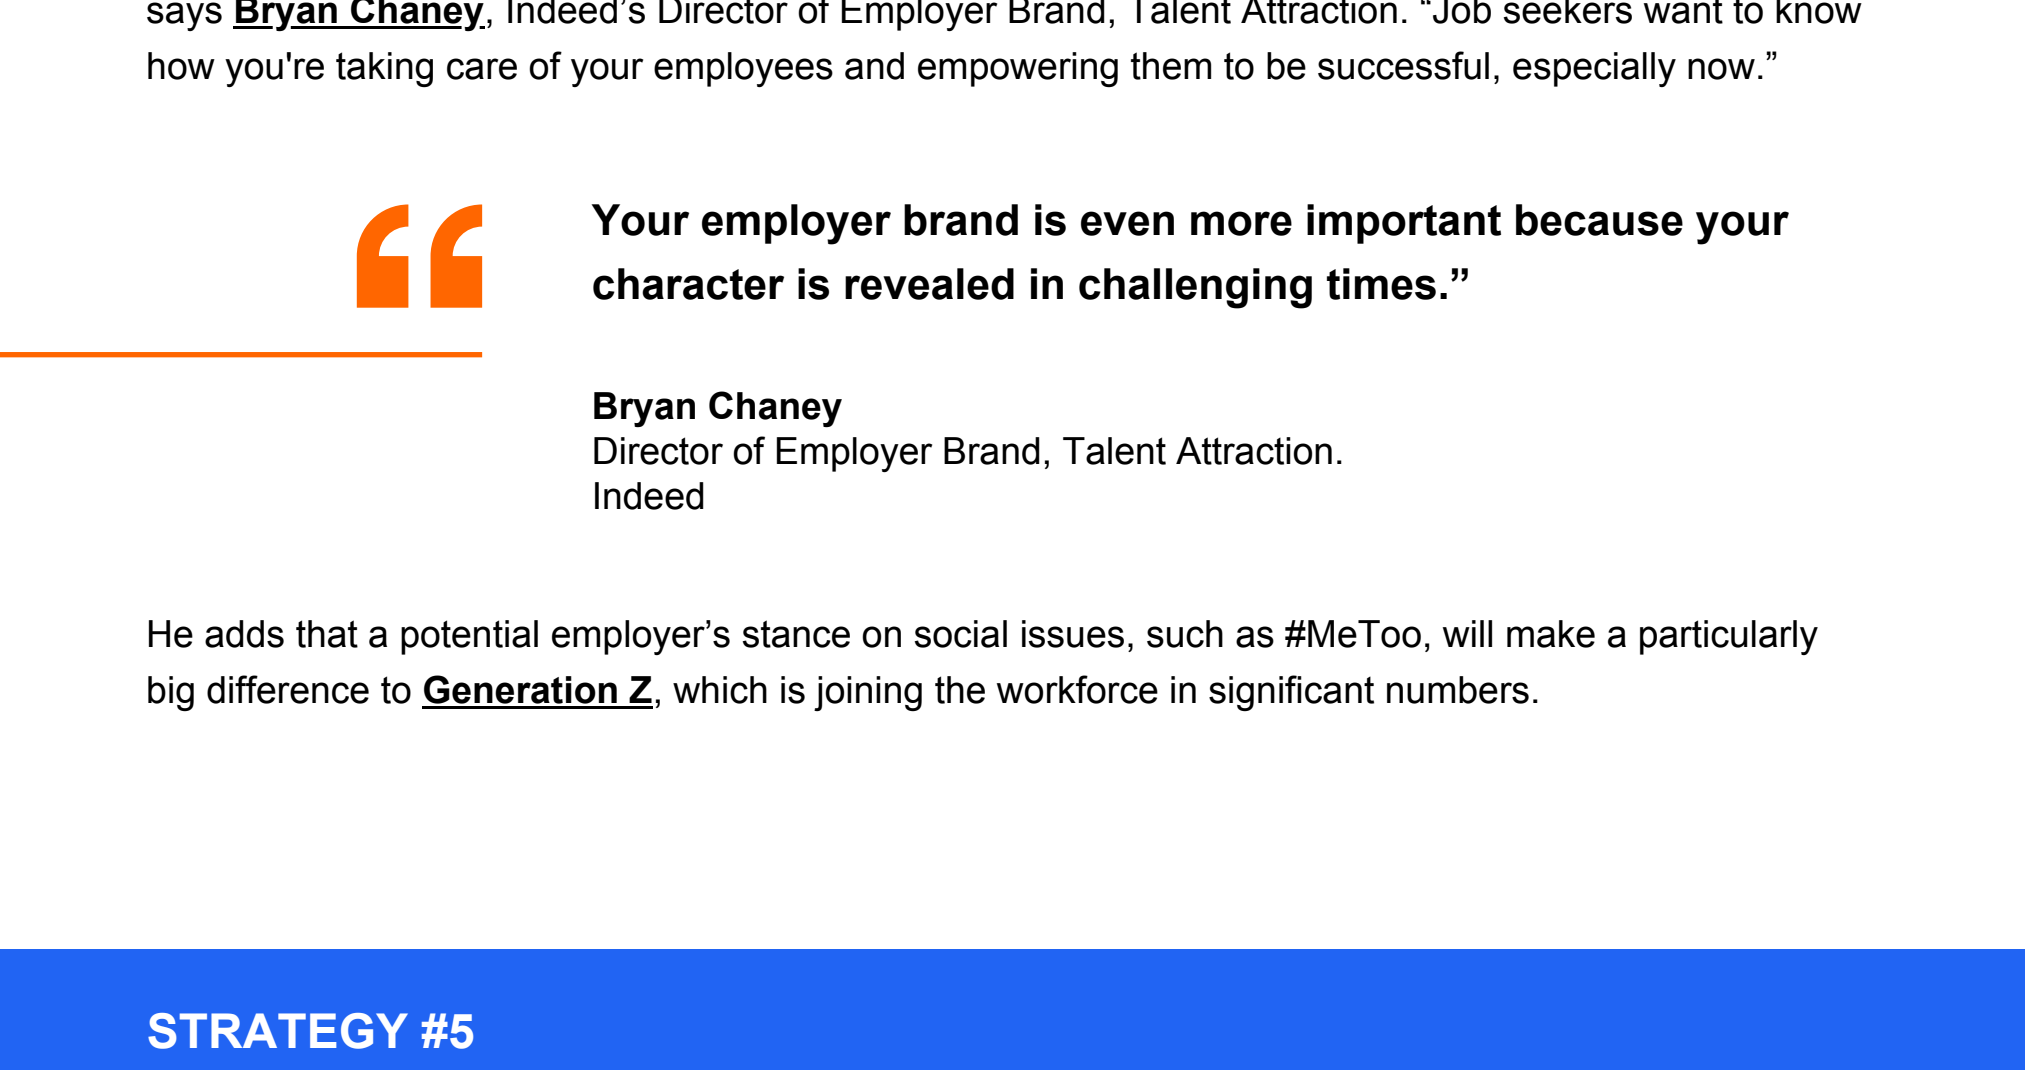 says Bryan Chaney, Indeed’s Director of Employer Brand, Talent Attraction. “Job seekers want to know
how you're taking care of your employees and empowering them to be successful, especially now.”
“
Your employer brand is even more important because your
character is revealed in challenging times.”
Bryan Chaney
Director of Employer Brand, Talent Attraction.
Indeed
He adds that a potential employer’s stance on social issues, such as #MeToo, will make a particularly
big difference to Generation Z, which is joining the workforce in significant numbers.
STRATEGY #5